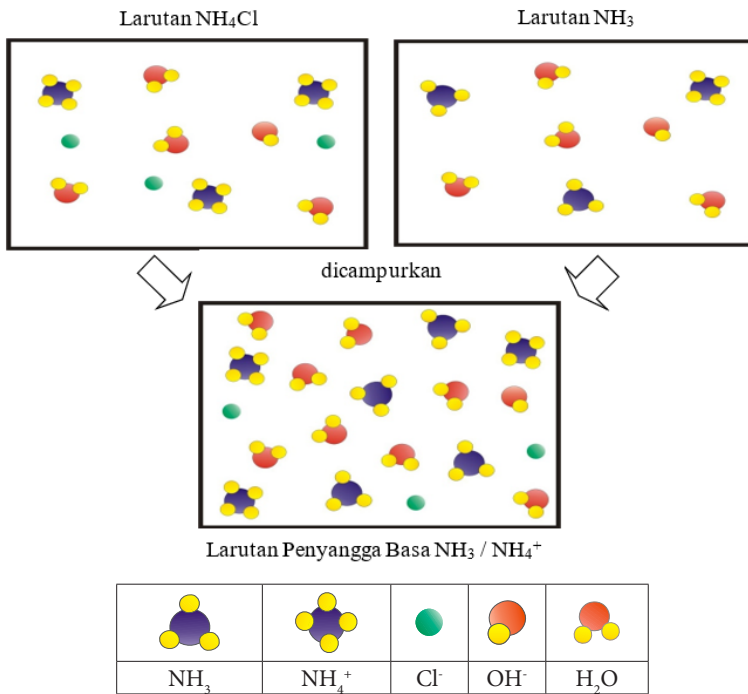 Larutan NH₄Cl
Larutan NH₃
dicampurkan
Larutan Penyangga Basa NH₃ / NH₄⁺
NH₃ NH₄⁺ Cl⁻ OH⁻ H₂O